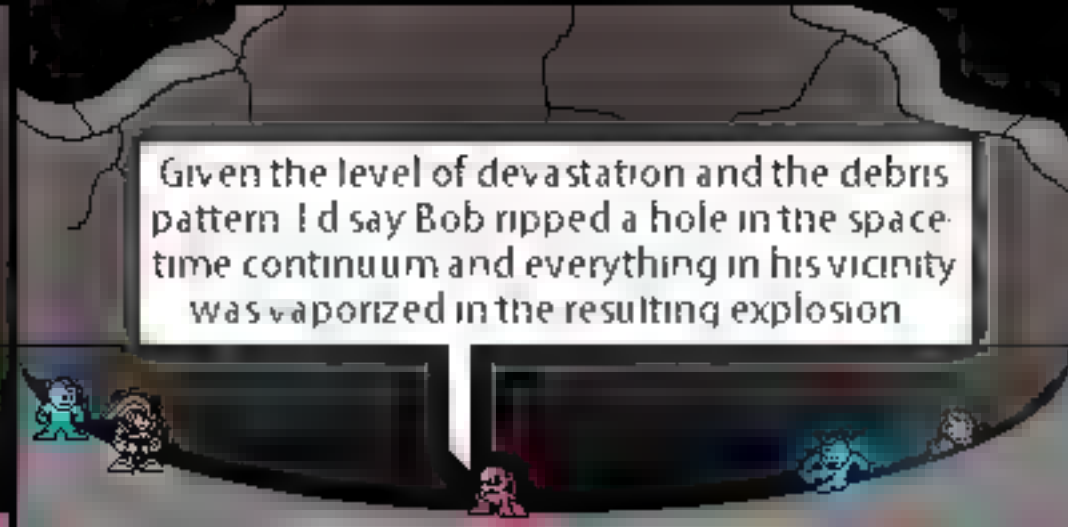 Given the level of devastation and the debris
pattern I d say Bob ripped a hole in the space-
time continuum and everything in his vicinity
was vaporized in the resulting explosion